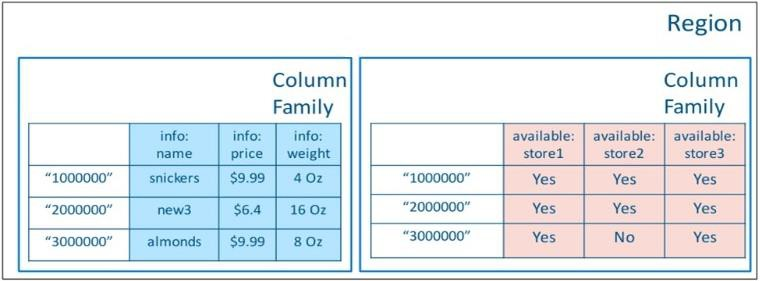 Region
Column
Family
info:
name
info:
price
info:
weight
“1000000” snickers $9.99 4 Oz
“2000000” new3 $6.4 16 Oz
“3000000” almonds $9.99 8 Oz
Column
Family
available:
store1
available:
store2
available:
store3
“1000000” Yes Yes Yes
“2000000” Yes Yes Yes
“3000000” Yes No Yes